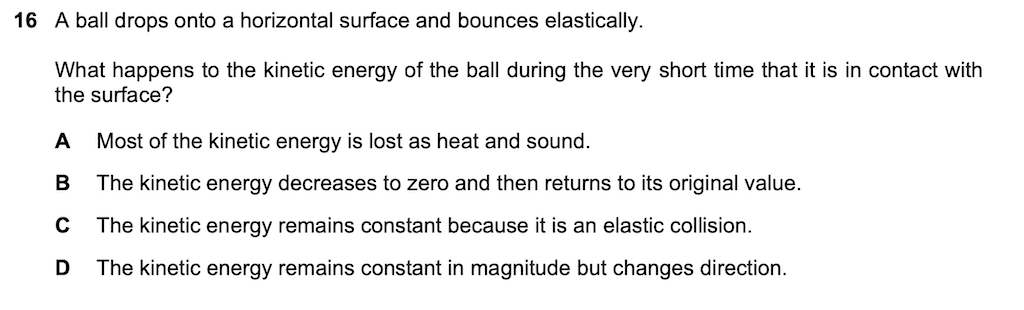 16 A ball drops onto a horizontal surface and bounces elastically.
What happens to the kinetic energy of the ball during the very short time that it is in contact with
the surface?
A Most of the kinetic energy is lost as heat and sound.
B The kinetic energy decreases to zero and then returns to its original value.
C The kinetic energy remains constant because it is an elastic collision.
D The kinetic energy remains constant in magnitude but changes direction.